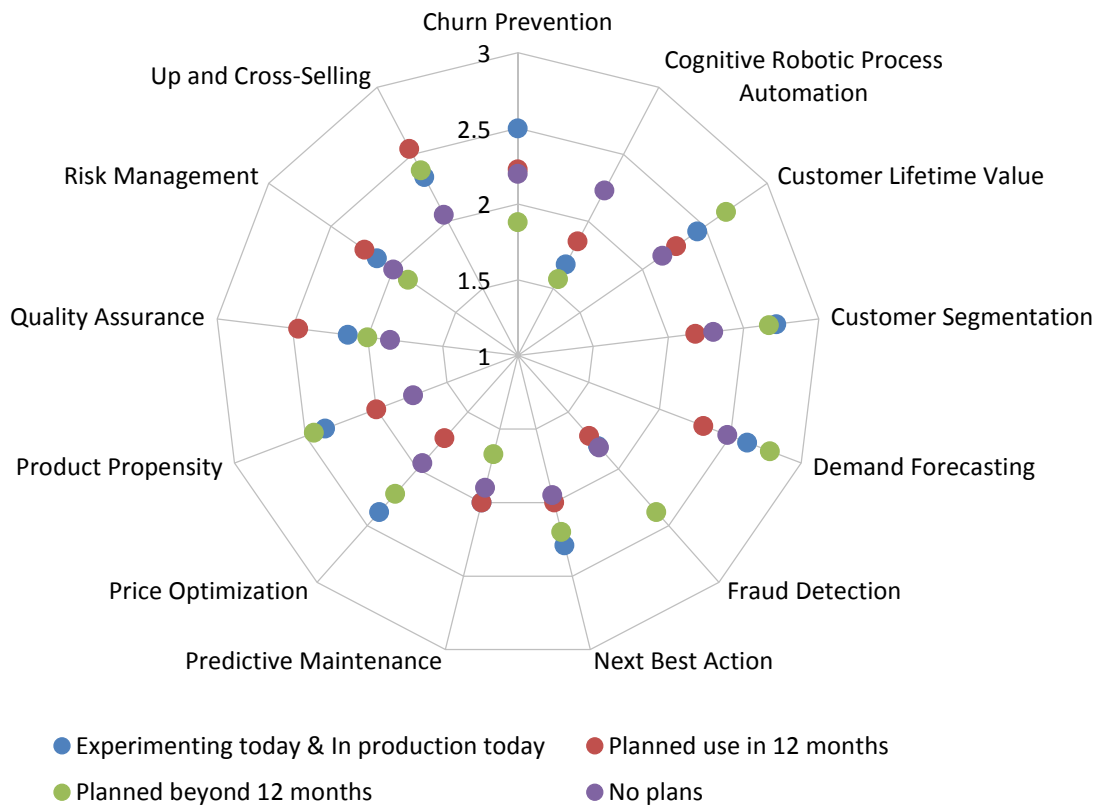 Churn Prevention
3
Cognitive Robotic Process
Automation
Up and Cross-Selling
2.5
Risk Management
Customer Lifetime Value
2
1.5
Quality Assurance
Customer Segmentation
1
Product Propensity
Demand Forecasting
Price Optimization
Fraud Detection
Predictive Maintenance
Next Best Action
Experimenting today & In production today
Planned use in 12 months
Planned beyond 12 months
No plans